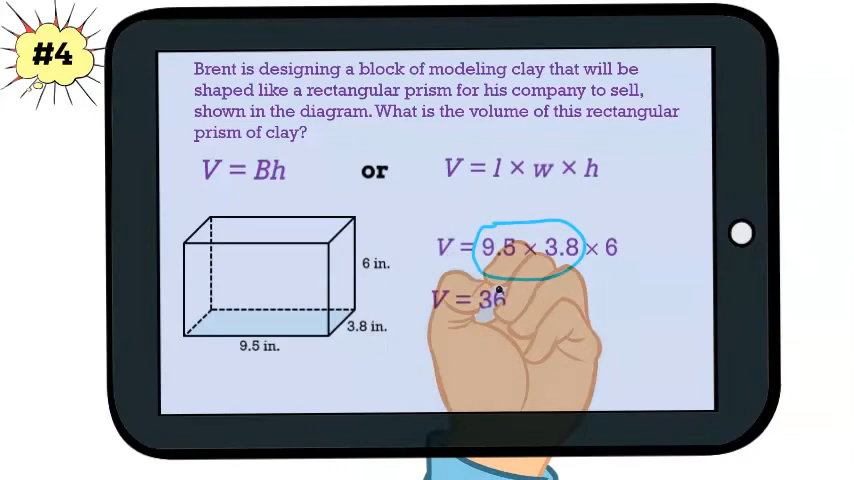 #4
Brent is designing a block of modeling clay that will be
shaped like a rectangular prism for his company to sell,
shown in the diagram. What is the volume of this rectangular
prism of clay?
V = Bh or V = l × w × h
V = 9.5 × 3.8 × 6
6 in.
V = 36
3.8 in.
9.5 in.